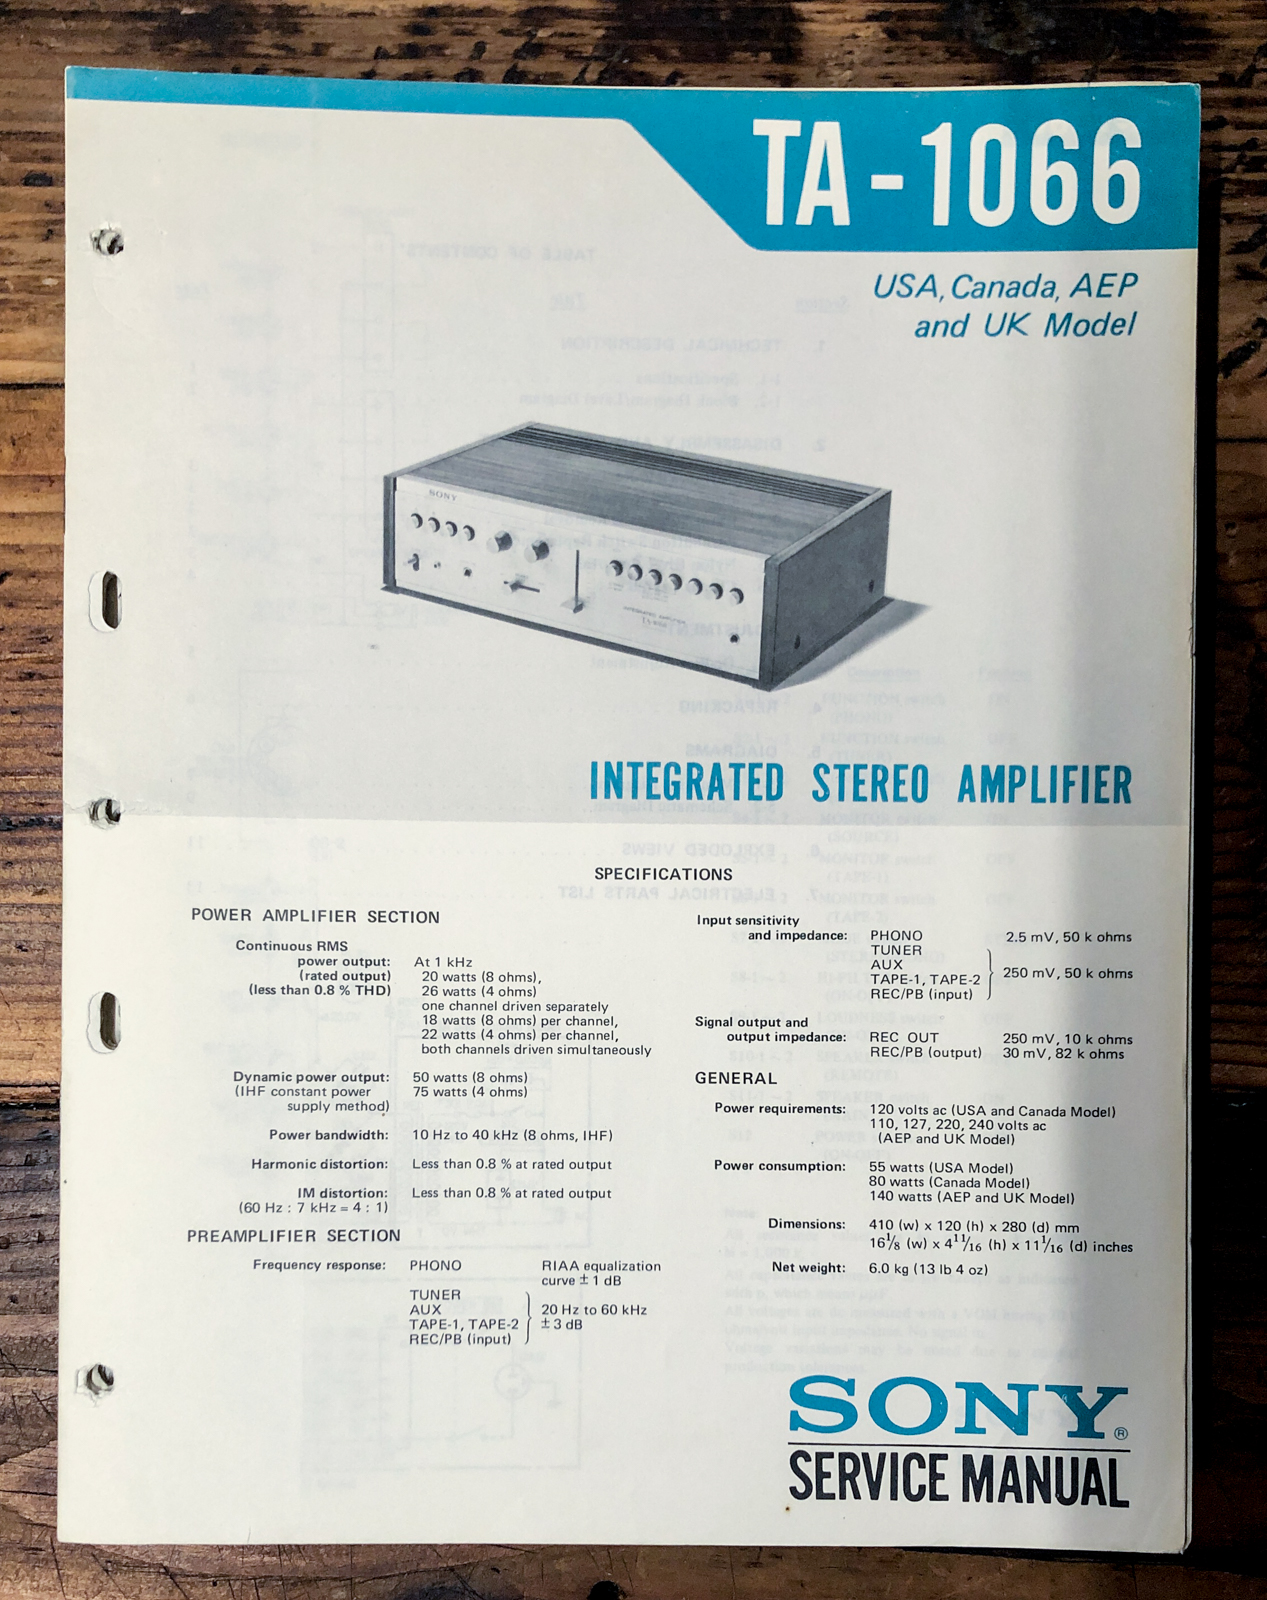 TA-1066
USA, Canada, AEP
and UK Model
SONY
INTEGRATED STEREO AMPLIFIER
SPECIFICATIONS
POWER AMPLIFIER SECTION
Continuous RMS
power output: At 1 kHz
(rated output) 20 watts (8 ohms),
(less than 0.8 % THD) 26 watts (4 ohms)
one channel driven separately
18 watts (8 ohms) per channel,
22 watts (4 ohms) per channel,
both channels driven simultaneously
Dynamic power output: 50 watts (8 ohms)
(IHF constant power 75 watts (4 ohms)
supply method)
Power bandwidth: 10 Hz to 40 kHz (8 ohms, IHF)
Harmonic distortion: Less than 0.8 % at rated output
IM distortion: Less than 0.8 % at rated output
(60 Hz : 7 kHz = 4 : 1)
PREAMPLIFIER SECTION
Frequency response: PHONO RIAA equalization
curve ± 1 dB
TUNER
AUX 20 Hz to 60 kHz
TAPE-1, TAPE-2 ± 3 dB
REC/PB (input)
Input sensitivity
and impedance: PHONO 2.5 mV, 50 k ohms
TUNER
AUX 250 mV, 50 k ohms
TAPE-1, TAPE-2
REC/PB (input)
Signal output and
output impedance: REC OUT 250 mV, 10 k ohms
REC/PB (output) 30 mV, 82 k ohms
GENERAL
Power requirements: 120 volts ac (USA and Canada Model)
110, 127, 220, 240 volts ac
(AEP and UK Model)
Power consumption: 55 watts (USA Model)
80 watts (Canada Model)
140 watts (AEP and UK Model)
Dimensions: 410 (w) x 120 (h) x 280 (d) mm
16 1/8 (w) x 4 11/16 (h) x 11 1/16 (d) inches
Net weight: 6.0 kg (13 lb 4 oz)
SONY®
SERVICE MANUAL